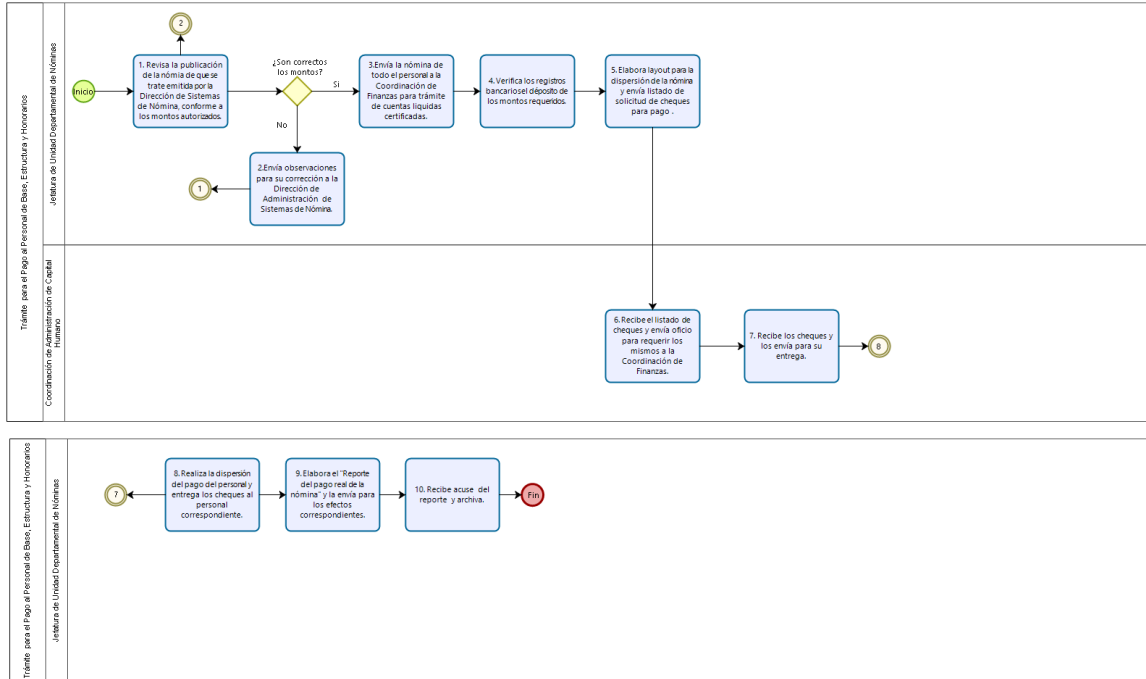 Trámite para el Pago al Personal de Base, Estructura y Honorarios
Jefatura de Unidad Departamental de Nóminas
2
Inicio
1. Revisa la publicación
de la nómia de que se
trate emitida por la
Dirección de Sistemas
de Nómina, conforme a
los montos autorizados.
¿Son correctos
los montos?
Si
No
3.Envía la nómina de
todo el personal a la
Coordinación de
Finanzas para trámite
de cuentas liquidas
certificadas.
4. Verifica los registros
bancariosel déposito de
los montos requeridos.
5. Elabora layout para la
dispersión de la nómina
y envía listado de
solicitud de cheques
para pago .
1
2.Envía observaciones
para su corrección a la
Dirección de
Administración de
Sistemas de Nómina.
Coordinación de Administración de Capital
Humano
6. Recibe el listado de
cheques y envía oficio
para requerir los
mismos a la
Coordinación de
Finanzas.
7. Recibe los cheques y
los envía para su
entrega.
8
Trámite para el Pago al Personal de Base, Estructura y Honorarios
Jefatura de Unidad Departamental de Nóminas
7
8. Realiza la dispersión
del pago del personal y
entrega los cheques al
personal
correspondiente.
9. Elabora el "Reporte
del pago real de la
nómina" y la envía para
los efectos
correspondientes.
10. Recibe acuse del
reporte y archiva.
Fin